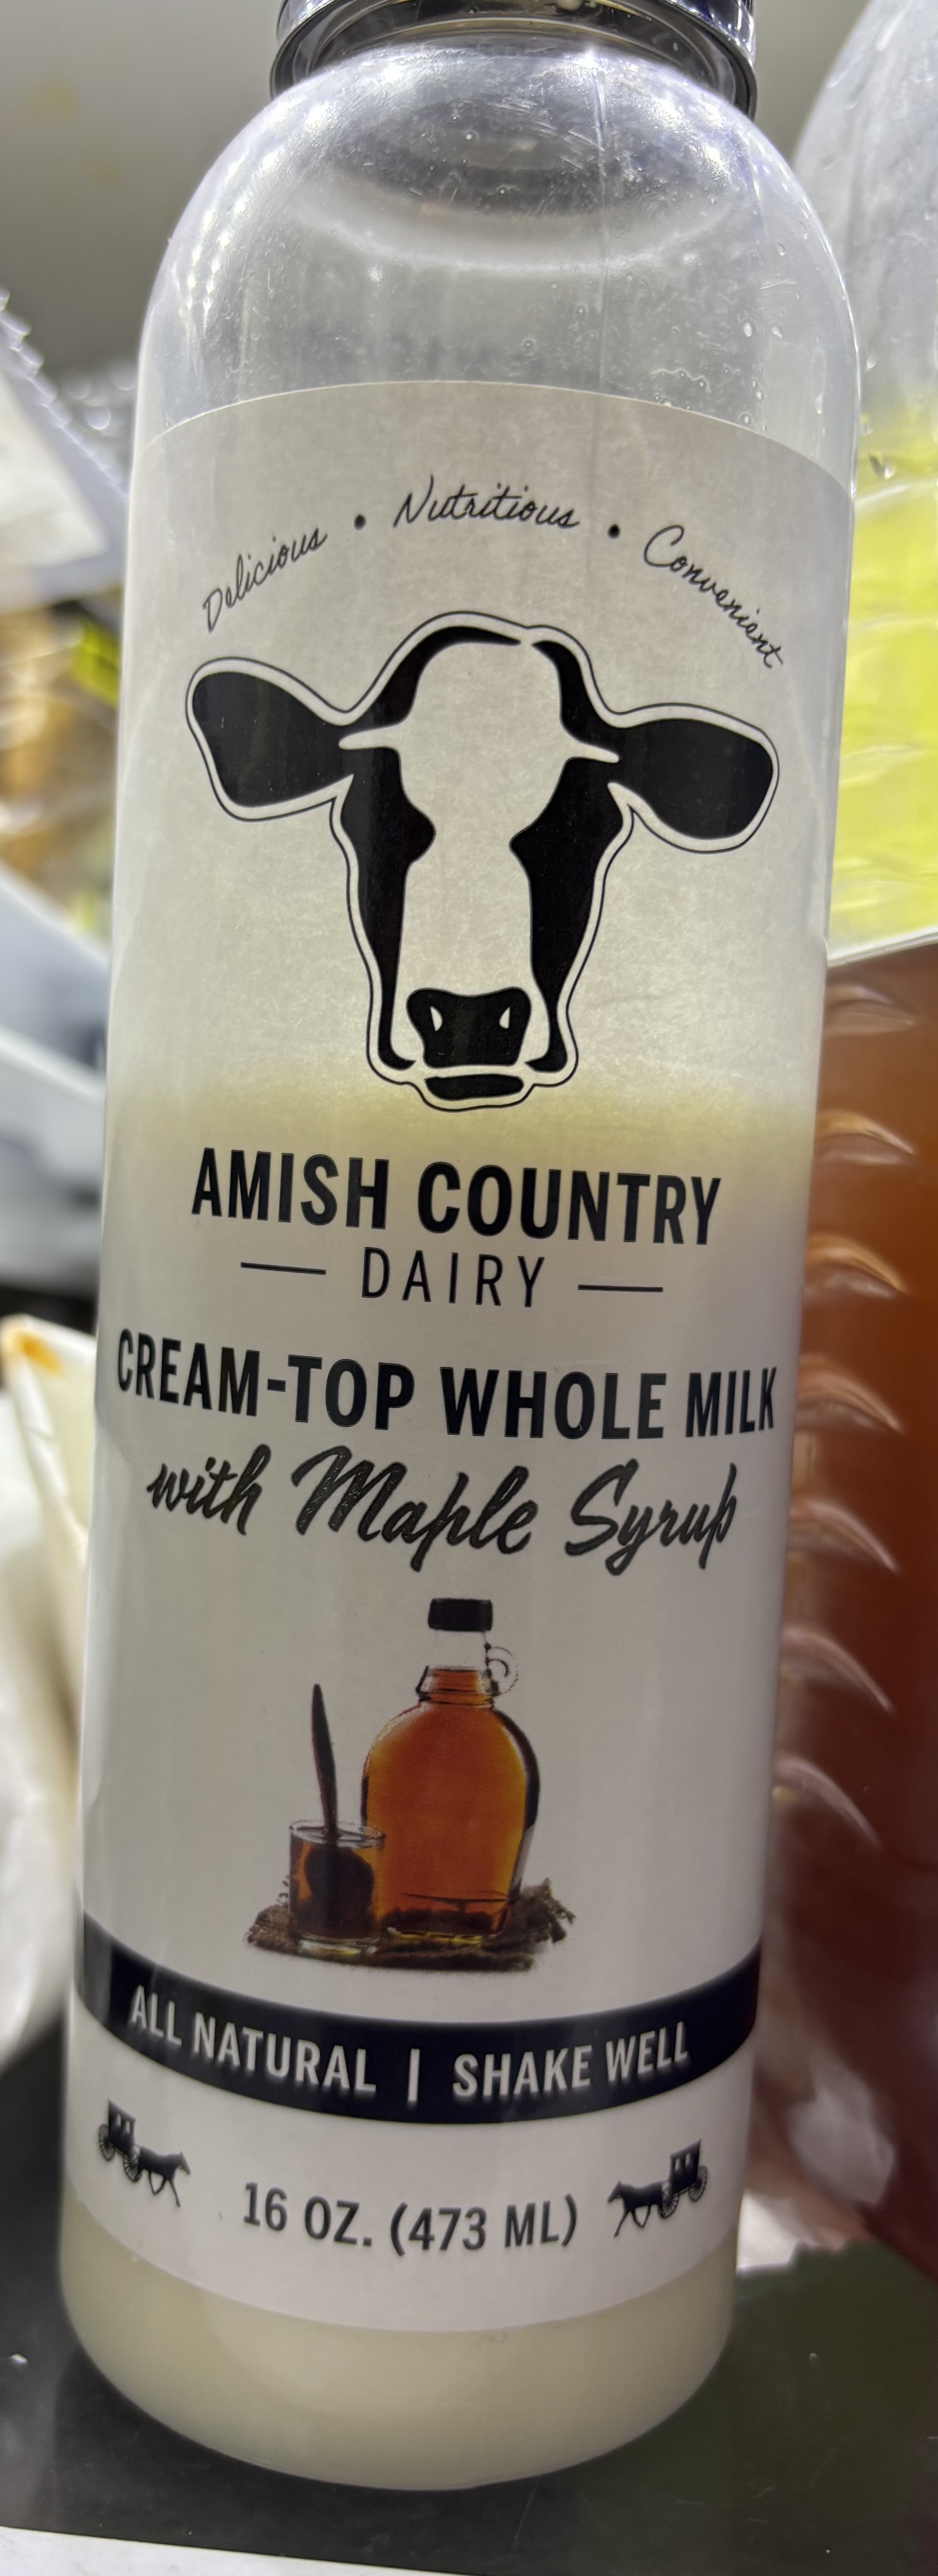 Delicious • Nutritious • Convenient
AMISH COUNTRY
DAIRY
CREAM-TOP WHOLE MILK
with Maple Syrup
ALL NATURAL | SHAKE WELL
16 OZ. (473 ML)